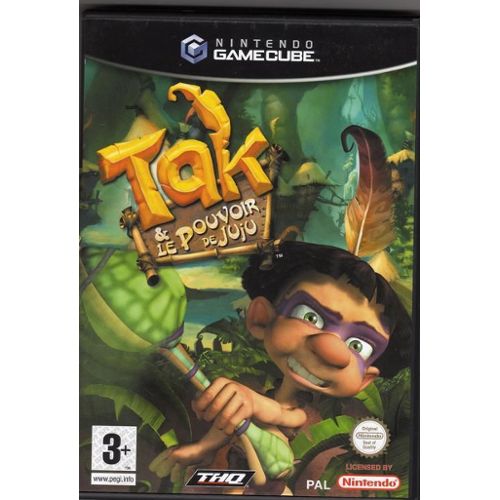 NINTENDO
GAMECUBE™
Tak
& LE POUVOIR
DE JUJU
™
3+
www.pegi.info
THQ
PAL
Original
Nintendo
Seal of
Quality
LICENSED BY
Nintendo